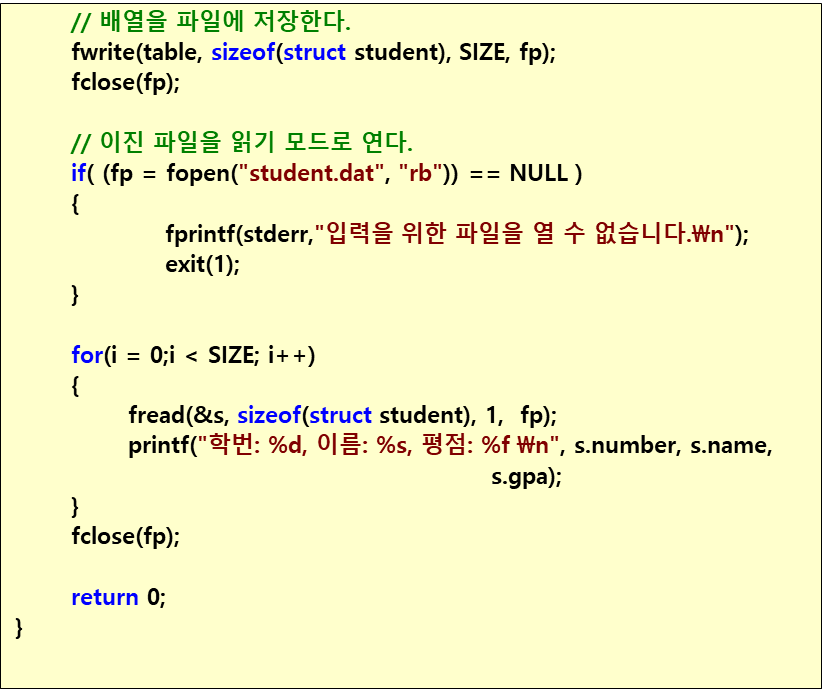 // 배열을 파일에 저장한다.
fwrite(table, sizeof(struct student), SIZE, fp);
fclose(fp);
// 이진 파일을 읽기 모드로 연다.
if( (fp = fopen("student.dat", "rb")) == NULL )
{
fprintf(stderr,"입력을 위한 파일을 열 수 없습니다.₩n");
exit(1);
}
for(i = 0;i < SIZE; i++)
{
fread(&s, sizeof(struct student), 1, fp);
printf("학번: %d, 이름: %s, 평점: %f ₩n", s.number, s.name,
s.gpa);
}
fclose(fp);
return 0;
}